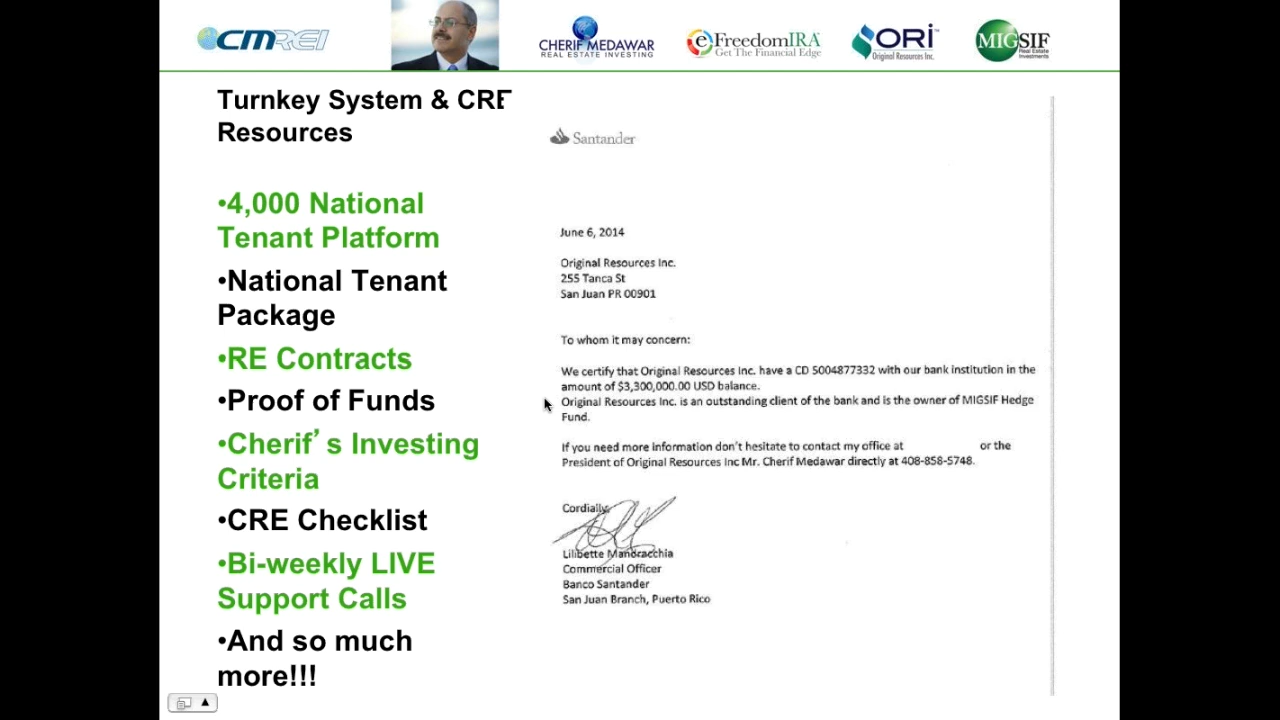 CMREI
CHERIF MEDAWAR
REAL ESTATE INVESTING
eFreedomIRA
Get The Financial Edge
ORi™
Original Resources Inc.
MIGSIF
Real Estate
Investments
Turnkey System & CRE
Resources
•4,000 National
Tenant Platform
•National Tenant
Package
•RE Contracts
•Proof of Funds
•Cherif’s Investing
Criteria
•CRE Checklist
•Bi-weekly LIVE
Support Calls
•And so much
more!!!
Santander
June 6, 2014
Original Resources Inc.
255 Tanca St
San Juan PR 00901
To whom it may concern:
We certify that Original Resources Inc. have a CD 5004877332 with our bank institution in the
amount of $3,300,000.00 USD balance.
Original Resources Inc. is an outstanding client of the bank and is the owner of MIGSIF Hedge
Fund.
If you need more information don't hesitate to contact my office at or the
President of Original Resources Inc Mr. Cherif Medawar directly at 408-858-5748.
Cordially,
Lilibette Mandracchia
Commercial Officer
Banco Santander
San Juan Branch, Puerto Rico